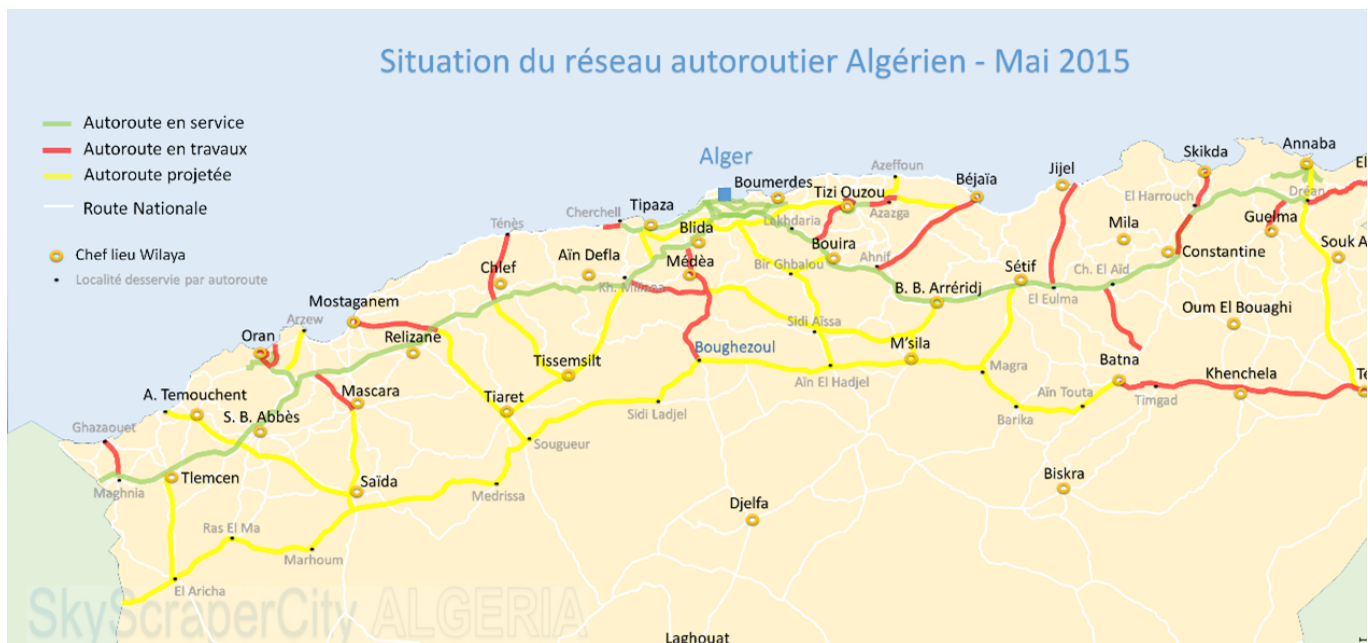 Situation du réseau autoroutier Algérien - Mai 2015
Autoroute en service
Autoroute en travaux
Autoroute projetée
Route Nationale
Chef lieu Wilaya
Localité desservie par autoroute
Alger
Boumerdes
Tizi Ouzou
Azeffoun
Azazga
Béjaïa
Jijel
Skikda
Annaba
El Harrouch
Dréan
Guelma
Mila
Constantine
Souk A
El
Tipaza
Cherchell
Ténès
Blida
Lakhdaria
Bouira
Ahnif
Aïn Defla
Médèa
Chlef
Kh. Miliana
Bir Ghbalou
Sétif
Ch. El Aïd
El Eulma
B. B. Arréridj
Oum El Bouaghi
Mostaganem
Arzew
Oran
Relizane
Sidi Aïssa
Boughezoul
M'sila
Tissemsilt
Aïn El Hadjel
Magra
Batna
Khenchela
Té
Aïn Touta
Timgad
Barika
A. Temouchent
Mascara
Tiaret
Sidi Ladjel
S. B. Abbès
Ghazaouet
Sougueur
Maghnia
Tlemcen
Saïda
Medrissa
Biskra
Djelfa
Ras El Ma
Marhoum
El Aricha
SkyScraperCity ALGERIA
Laghouat